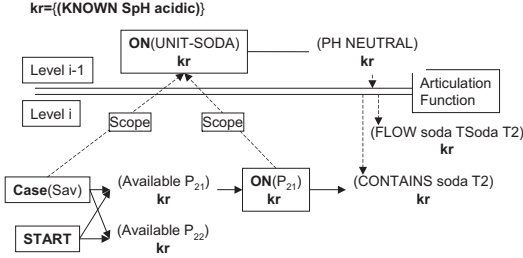 kr={(KNOWN SpH acidic)}
ON(UNIT-SODA)
kr
(PH NEUTRAL)
kr
Level i-1
Level i
Articulation
Function
Scope
Scope
(FLOW soda TSoda T2)
kr
Case(Sav)
(Available P21)
kr
ON(P21)
kr
(CONTAINS soda T2)
kr
START
(Available P22)
kr